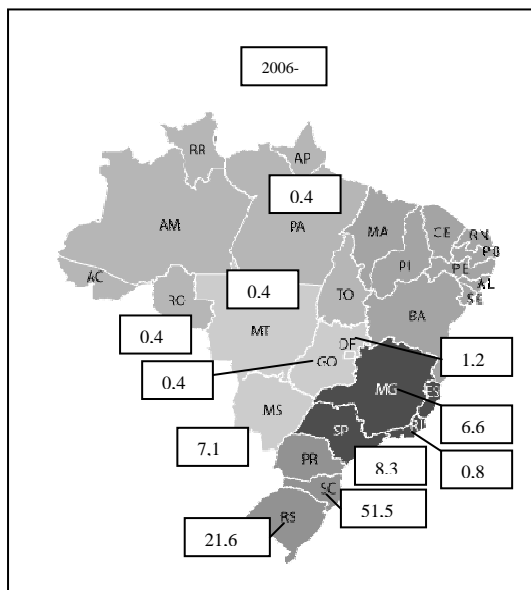 2006-
RR
AP
0.4
AM
PA
MA
CE
RN
PB
PI
PE
AL
SE
AC
0.4
TO
RO
BA
MT
0.4
DF
1.2
GO
0.4
MG
ES
MS
6.6
SP
RJ
7.1
PR
8.3
0.8
SC
51.5
RS
21.6